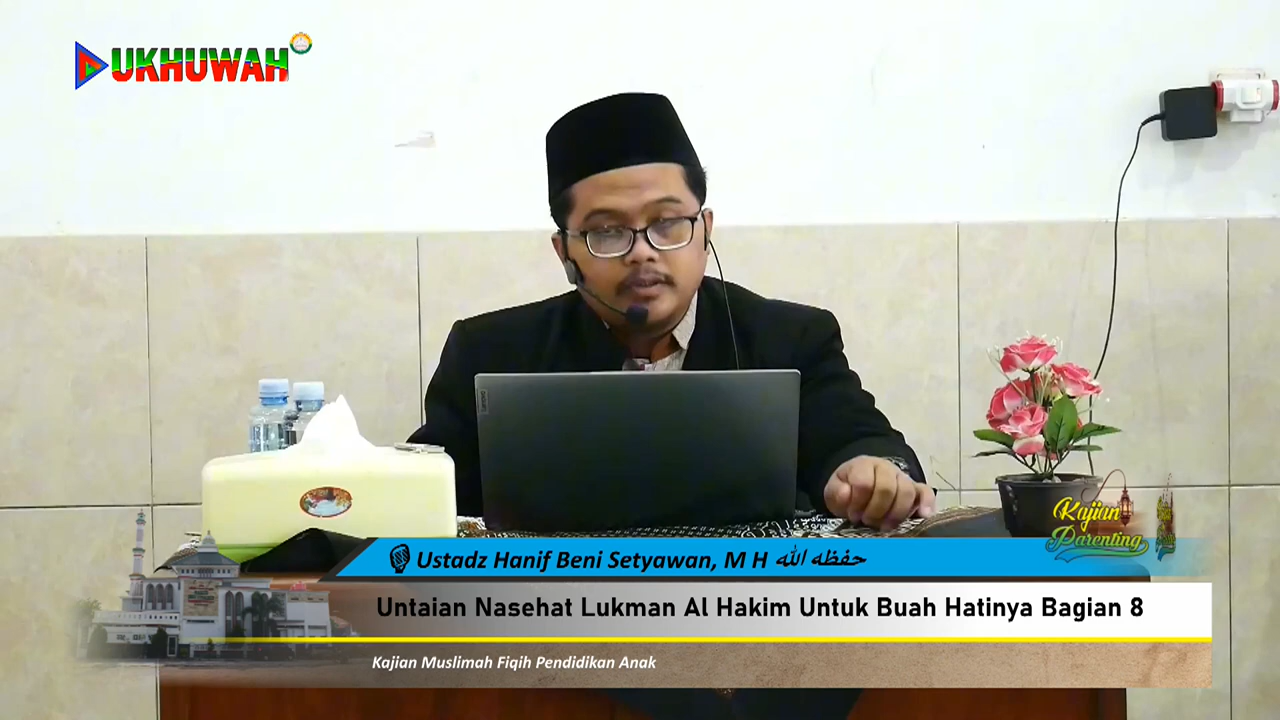 UKHUWAH
Lenovo
Kajian
Parenting
Ustadz Hanif Beni Setyawan, M H حفظه الله
Untaian Nasehat Lukman Al Hakim Untuk Buah Hatinya Bagian 8
Kajian Muslimah Fiqih Pendidikan Anak